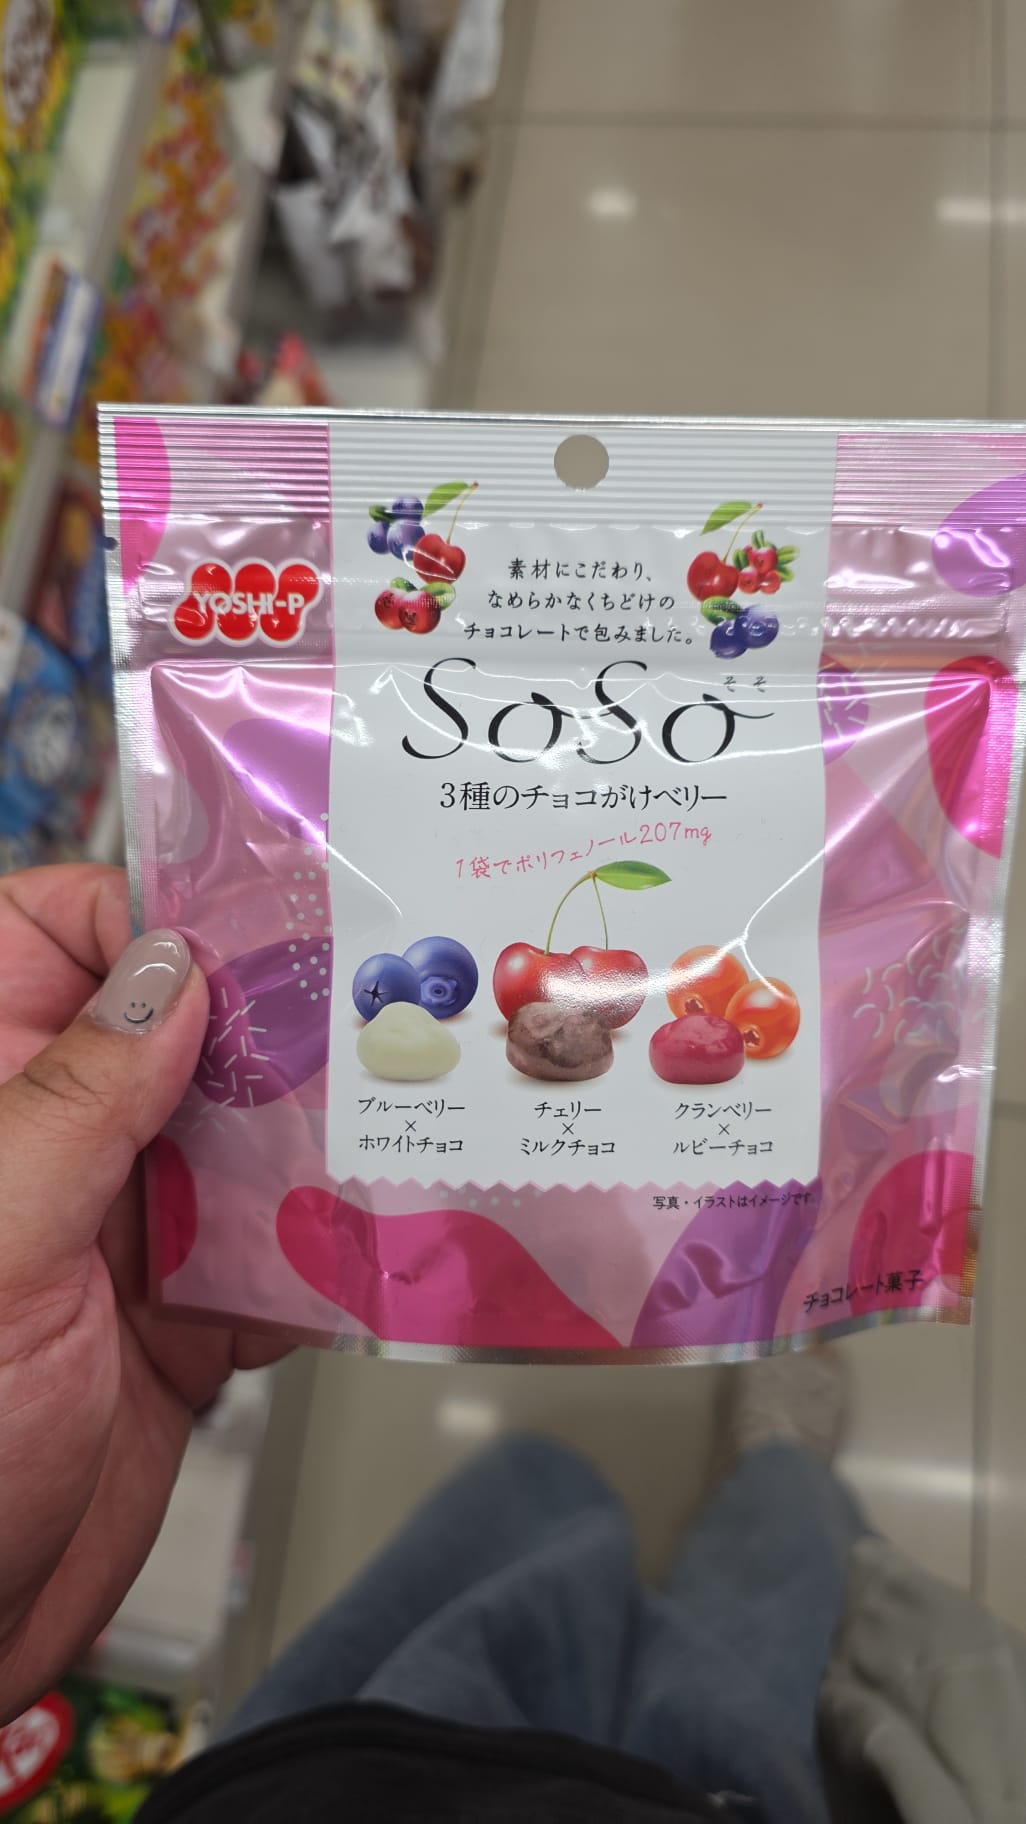 YOSHI-P
素材にこだわり、
なめらかなくちどけの
チョコレートで包みました。
SoSo
そそ
3種のチョコがけベリー
1袋でポリフェノール207mg
ブルーベリー
×
ホワイトチョコ
チェリー
×
ミルクチョコ
クランベリー
×
ルビーチョコ
写真・イラストはイメージです。
チョコレート菓子